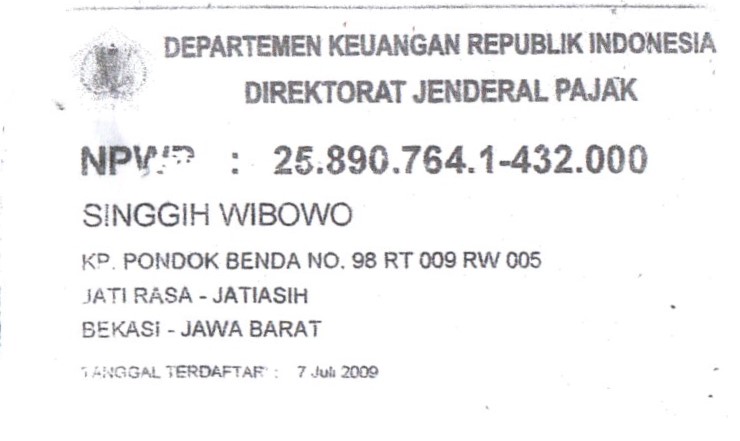 DEPARTEMEN KEUANGAN REPUBLIK INDONESIA
DIREKTORAT JENDERAL PAJAK
NPWP : 25.890.764.1-432.000
SINGGIH WIBOWO
KP. PONDOK BENDA NO. 98 RT 009 RW 005
JATI RASA - JATIASIH
BEKASI - JAWA BARAT
TANGGAL TERDAFTAR : 7 Juli 2009